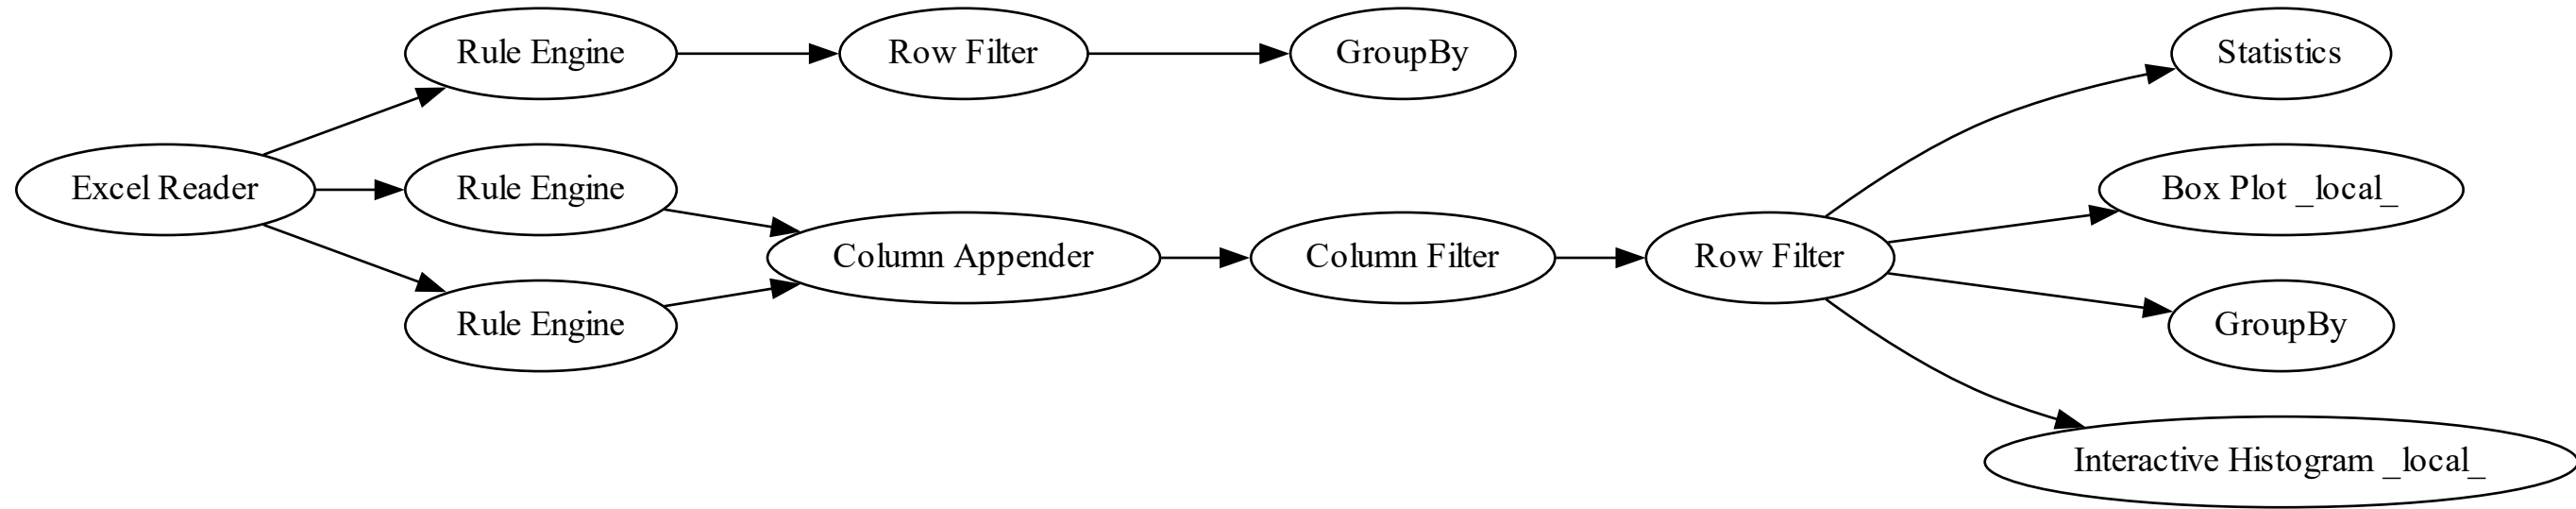 Excel Reader
Rule Engine
Row Filter
GroupBy
Rule Engine
Rule Engine
Column Appender
Column Filter
Row Filter
Statistics
Box Plot _local_
GroupBy
Interactive Histogram _local_